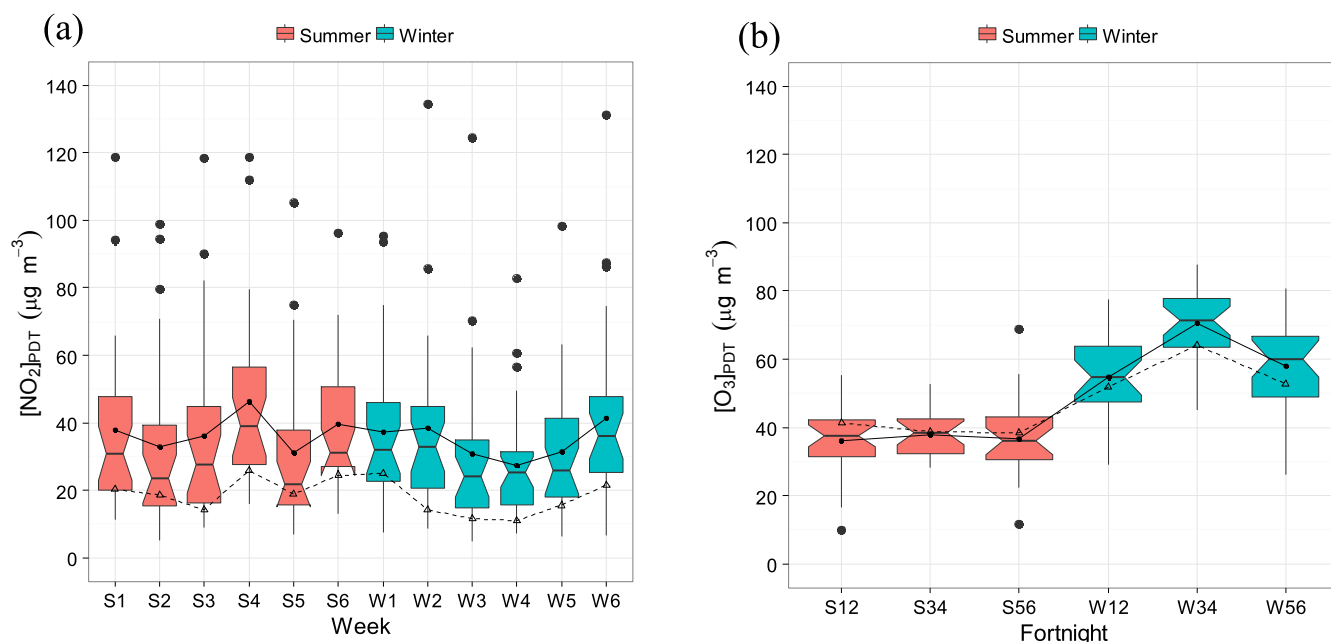 (a)
Summer Winter
[NO₂]PDT (μg m⁻³)
140
120
100
80
60
40
20
0
S1 S2 S3 S4 S5 S6 W1 W2 W3 W4 W5 W6
Week
(b)
Summer Winter
[O₃]PDT (μg m⁻³)
140
120
100
80
60
40
20
0
S12 S34 S56 W12 W34 W56
Fortnight